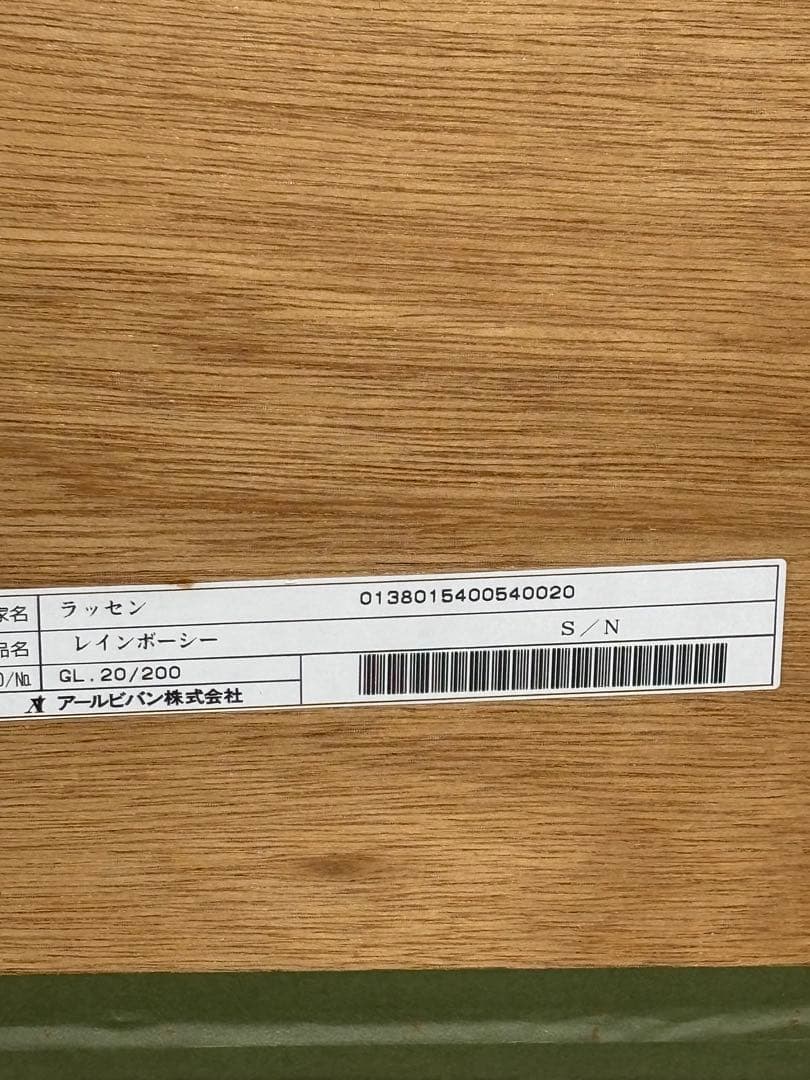 家名 ラッセン 0138015400540020
品名 レインボーシー S／N
D/№ GL.20/200
アールビバン株式会社